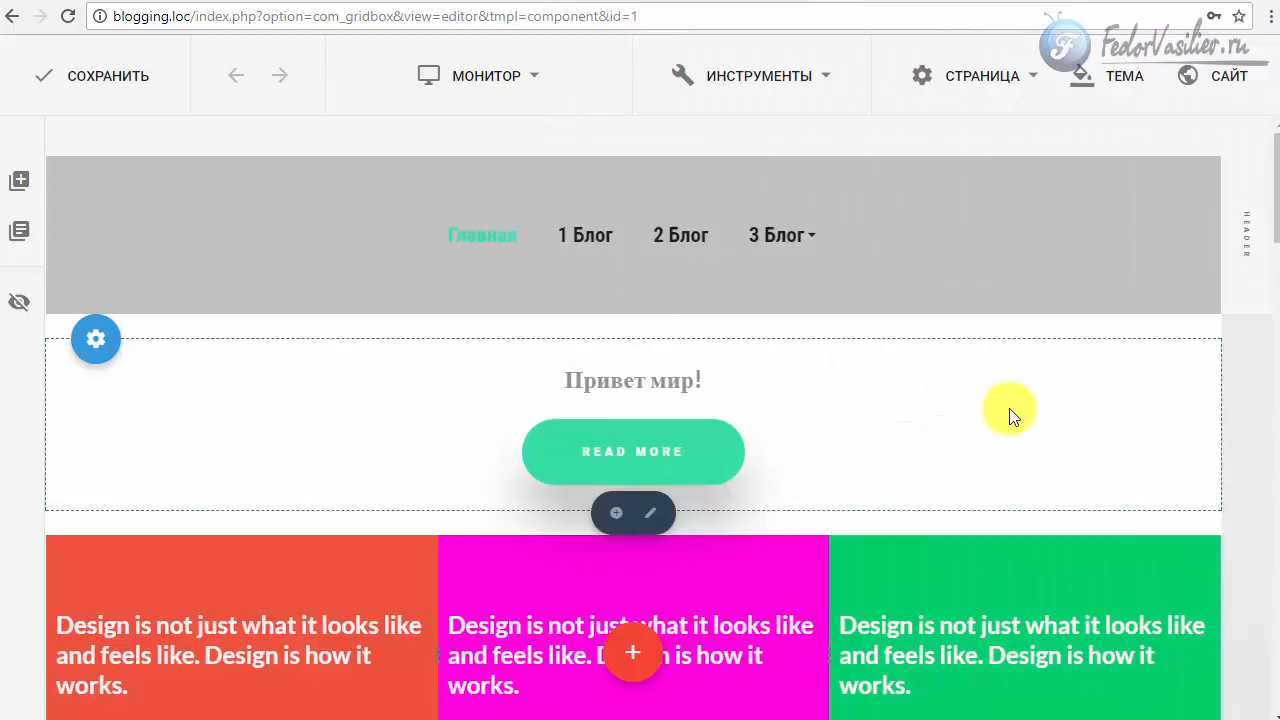 blogging.loc/index.php?option=com_gridbox&view=editor&tmpl=component&id=1
FedorVasilier.ru
СОХРАНИТЬ
МОНИТОР
ИНСТРУМЕНТЫ
СТРАНИЦА
ТЕМА
САЙТ
Главная
1 Блог
2 Блог
3 Блог
HEADER
Привет мир!
READ MORE
Design is not just what it looks like
and feels like. Design is how it
works.
Design is not just what it looks like
and feels like. D n is how it
works.
Design is not just what it looks like
and feels like. Design is how it
works.